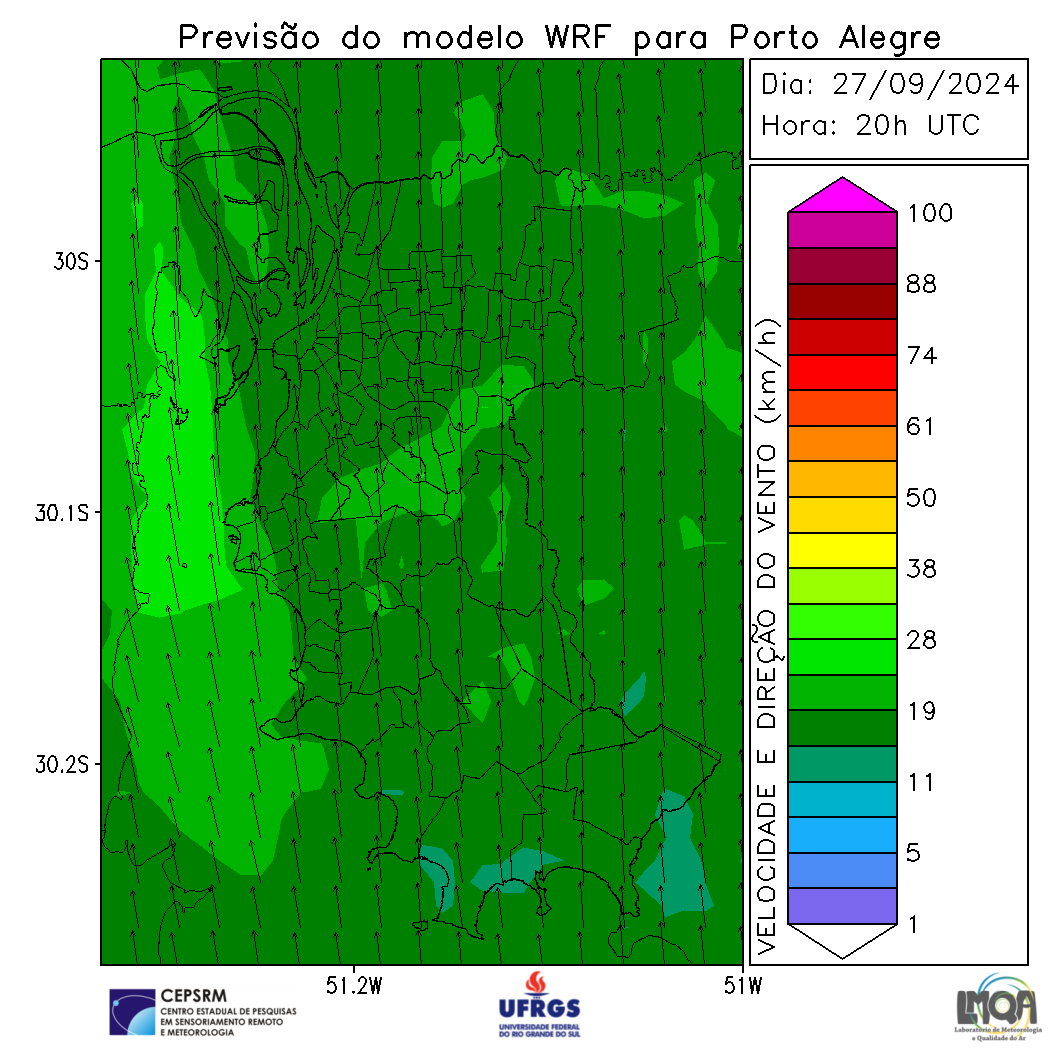 Previsão do modelo WRF para Porto Alegre
Dia: 27/09/2024
Hora: 20h UTC
30S
30.1S
30.2S
51.2W
51W
VELOCIDADE E DIREÇÃO DO VENTO (km/h)
100
88
74
61
50
38
28
19
11
5
1
CEPSRM
CENTRO ESTADUAL DE PESQUISAS
EM SENSORIAMENTO REMOTO
E METEOROLOGIA
UFRGS
UNIVERSIDADE FEDERAL
DO RIO GRANDE DO SUL
LMQA
Laboratório de Meteorologia
e Qualidade do Ar